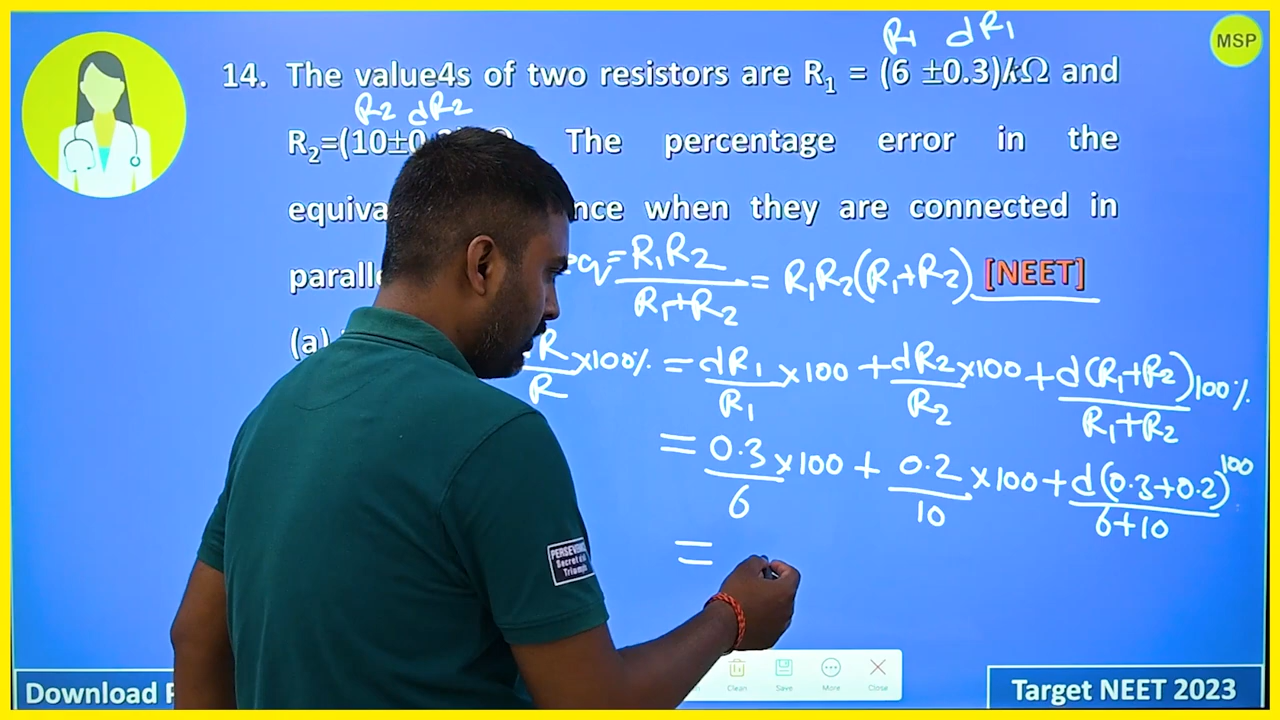 R1 dR1
MSP
14. The value4s of two resistors are R₁ = (6 ±0.3)kΩ and
R2 dR2
R₂=(10±0. The percentage error in the
equiva nce when they are connected in
paralle q=R1R2/R1+R2 = R1R2(R1+R2) [NEET]
(a) R/R×100% = dR1/R1×100 + dR2/R2×100 + d(R1+R2)/R1+R2 100%
= 0.3/6×100 + 0.2/10×100 + d(0.3+0.2)/6+10 100
=
PERSEVERENCE
Secret of
Triumph
Clean Save More Close
Download
Target NEET 2023